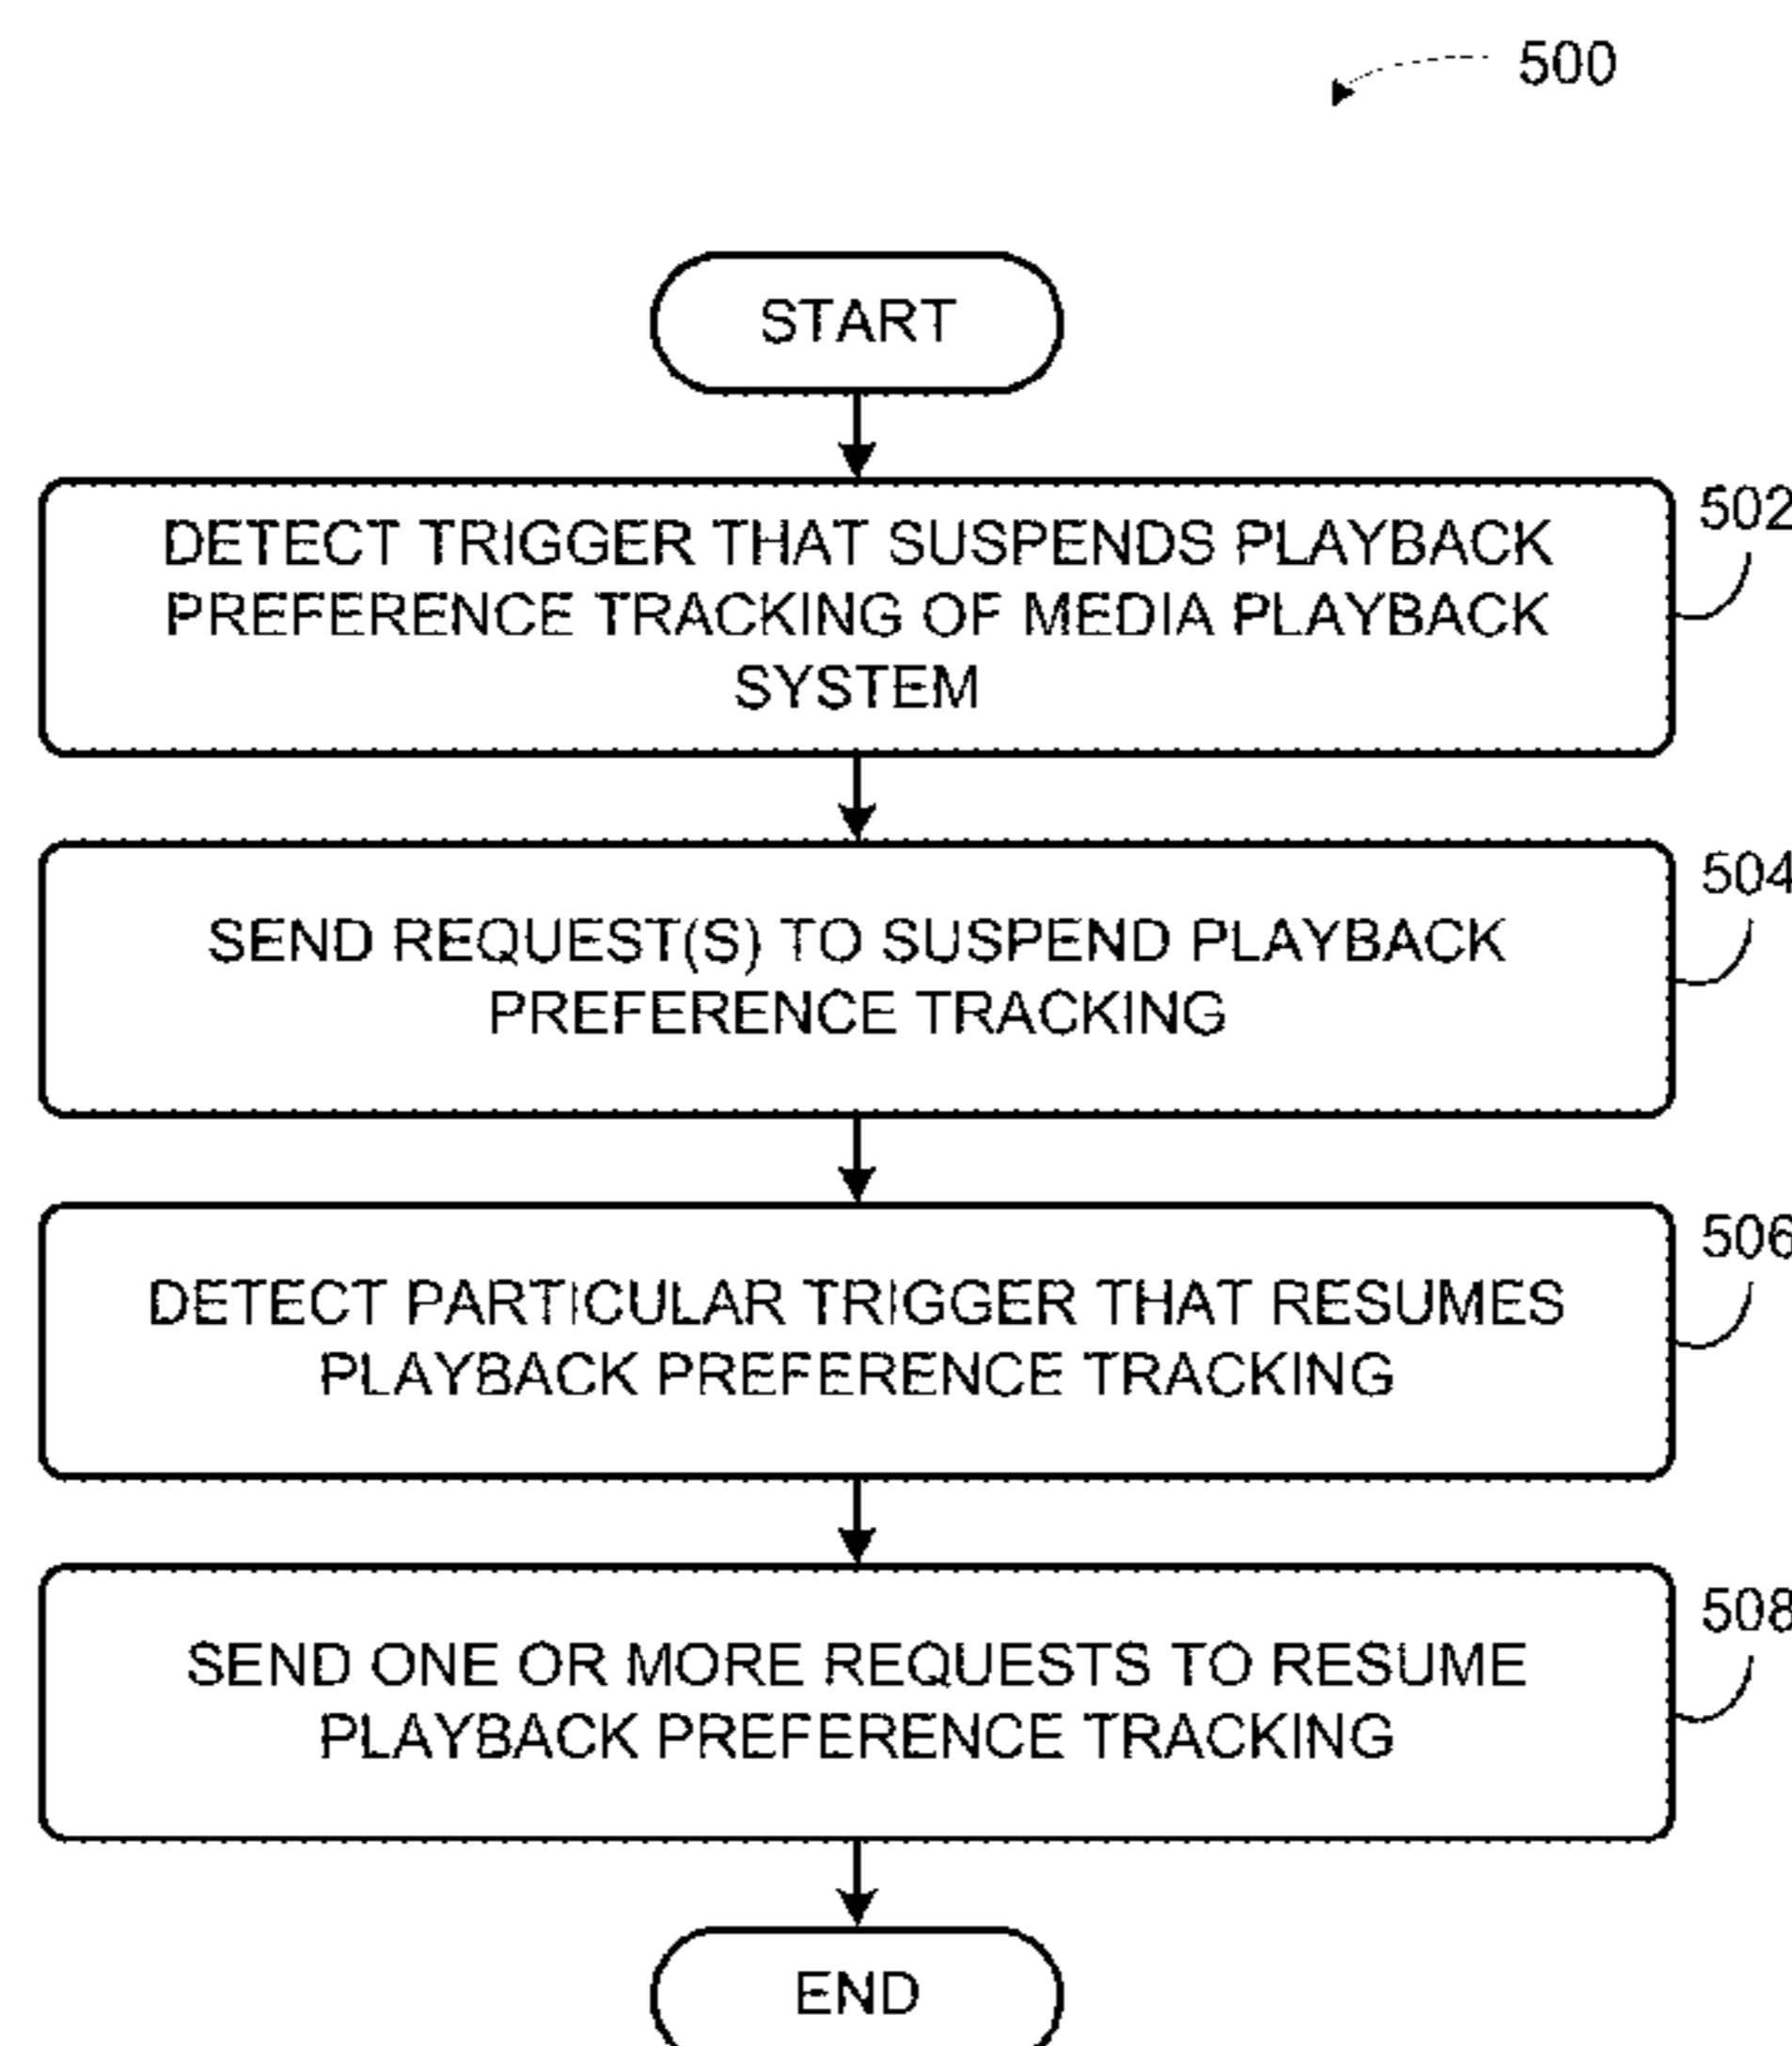 500
START
DETECT TRIGGER THAT SUSPENDS PLAYBACK
PREFERENCE TRACKING OF MEDIA PLAYBACK
SYSTEM
502
SEND REQUEST(S) TO SUSPEND PLAYBACK
PREFERENCE TRACKING
504
DETECT PARTICULAR TRIGGER THAT RESUMES
PLAYBACK PREFERENCE TRACKING
506
SEND ONE OR MORE REQUESTS TO RESUME
PLAYBACK PREFERENCE TRACKING
508
END